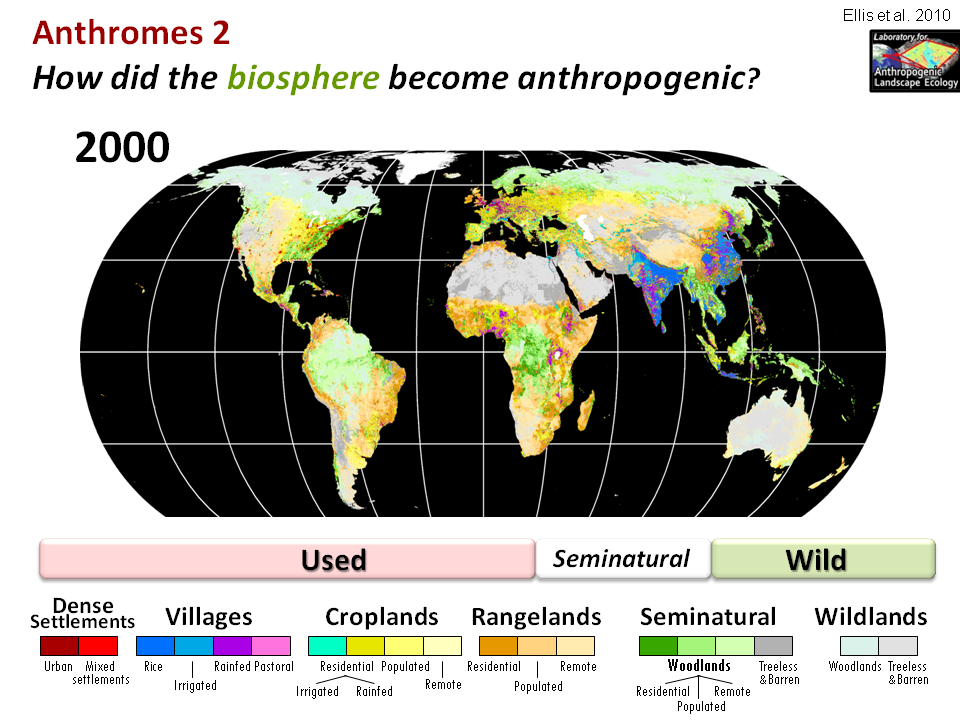 Ellis et al. 2010
Anthromes 2
Laboratory for
Anthropogenic
Landscape Ecology
How did the biosphere become anthropogenic?
2000
Used
Seminatural
Wild
Dense
Settlements
Villages
Croplands
Rangelands
Seminatural
Wildlands
Urban
Mixed
settlements
Rice
Irrigated
Rainfed
Pastoral
Residential
Irrigated
Rainfed
Populated
Remote
Residential
Populated
Remote
Woodlands
Residential
Populated
Remote
Treeless
& Barren
Woodlands
Treeless
& Barren